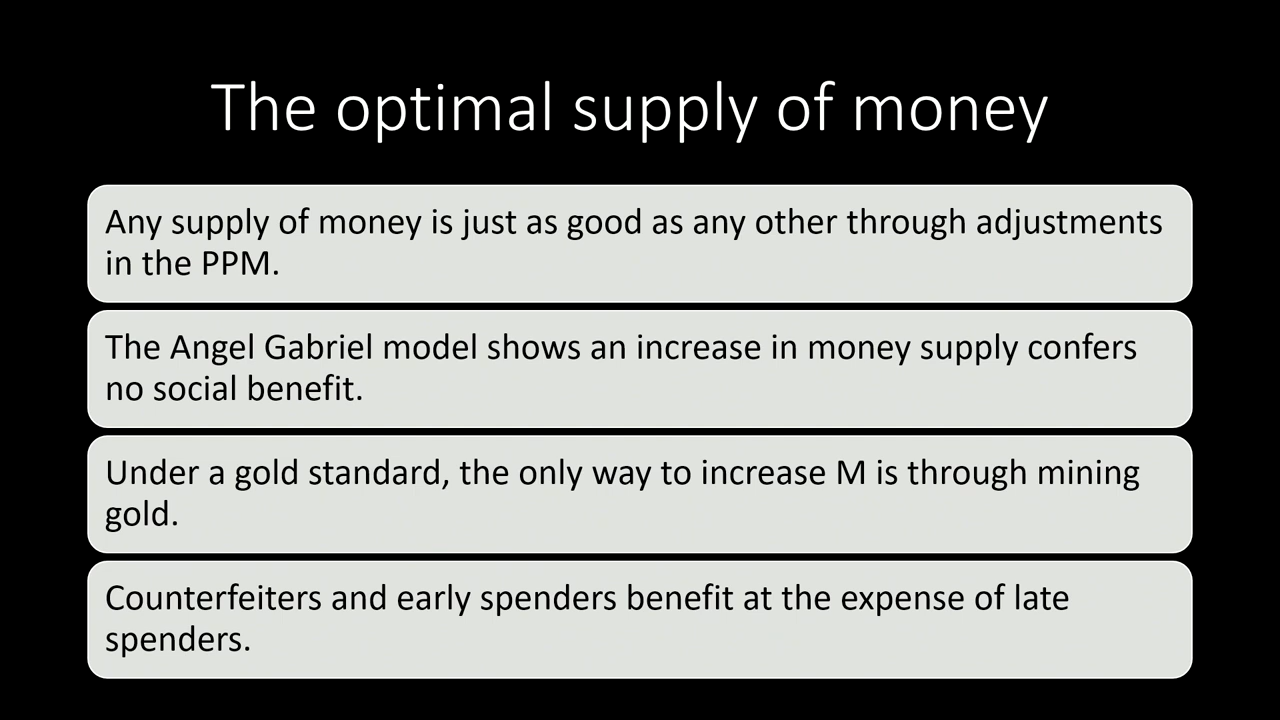 The optimal supply of money
Any supply of money is just as good as any other through adjustments
in the PPM.
The Angel Gabriel model shows an increase in money supply confers
no social benefit.
Under a gold standard, the only way to increase M is through mining
gold.
Counterfeiters and early spenders benefit at the expense of late
spenders.